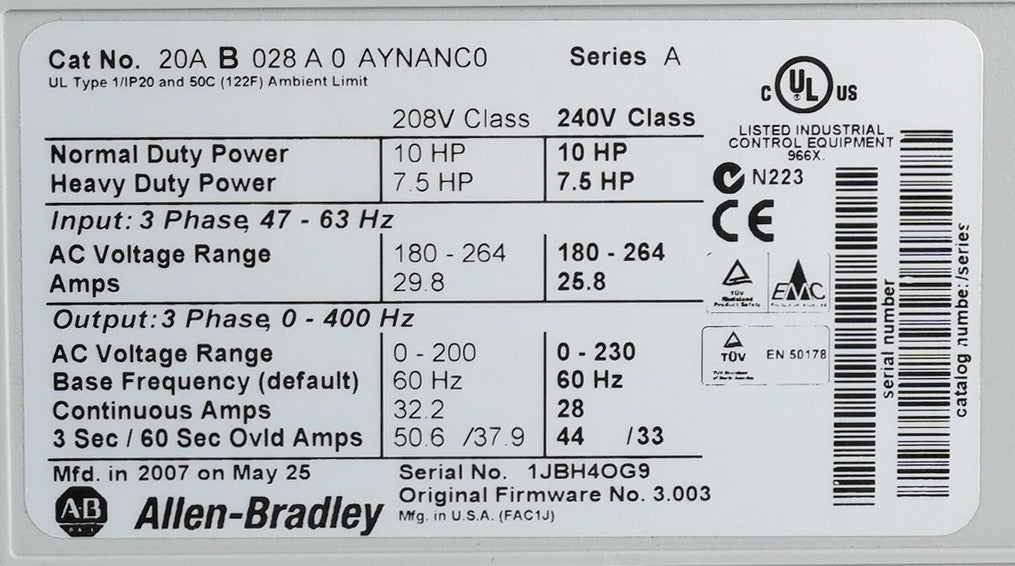 Cat No. 20A B 028 A 0 AYNANC0 Series A
UL Type 1/IP20 and 50C (122F) Ambient Limit
208V Class 240V Class
Normal Duty Power 10 HP 10 HP
Heavy Duty Power 7.5 HP 7.5 HP
Input: 3 Phase, 47 - 63 Hz
AC Voltage Range 180 - 264 180 - 264
Amps 29.8 25.8
Output: 3 Phase, 0 - 400 Hz
AC Voltage Range 0 - 200 0 - 230
Base Frequency (default) 60 Hz 60 Hz
Continuous Amps 32.2 28
3 Sec / 60 Sec Ovld Amps 50.6 /37.9 44 /33
Mfd. in 2007 on May 25 Serial No. 1JBH4OG9
Original Firmware No. 3.003
Mfg. in U.S.A. (FAC1J)
A-B
Allen-Bradley
C UL US
LISTED INDUSTRIAL
CONTROL EQUIPMENT
966X.
N223
CE
TÜV
Rheinland
Product Safety
EMC
TÜV EN 50178
serial number
catalog number/series